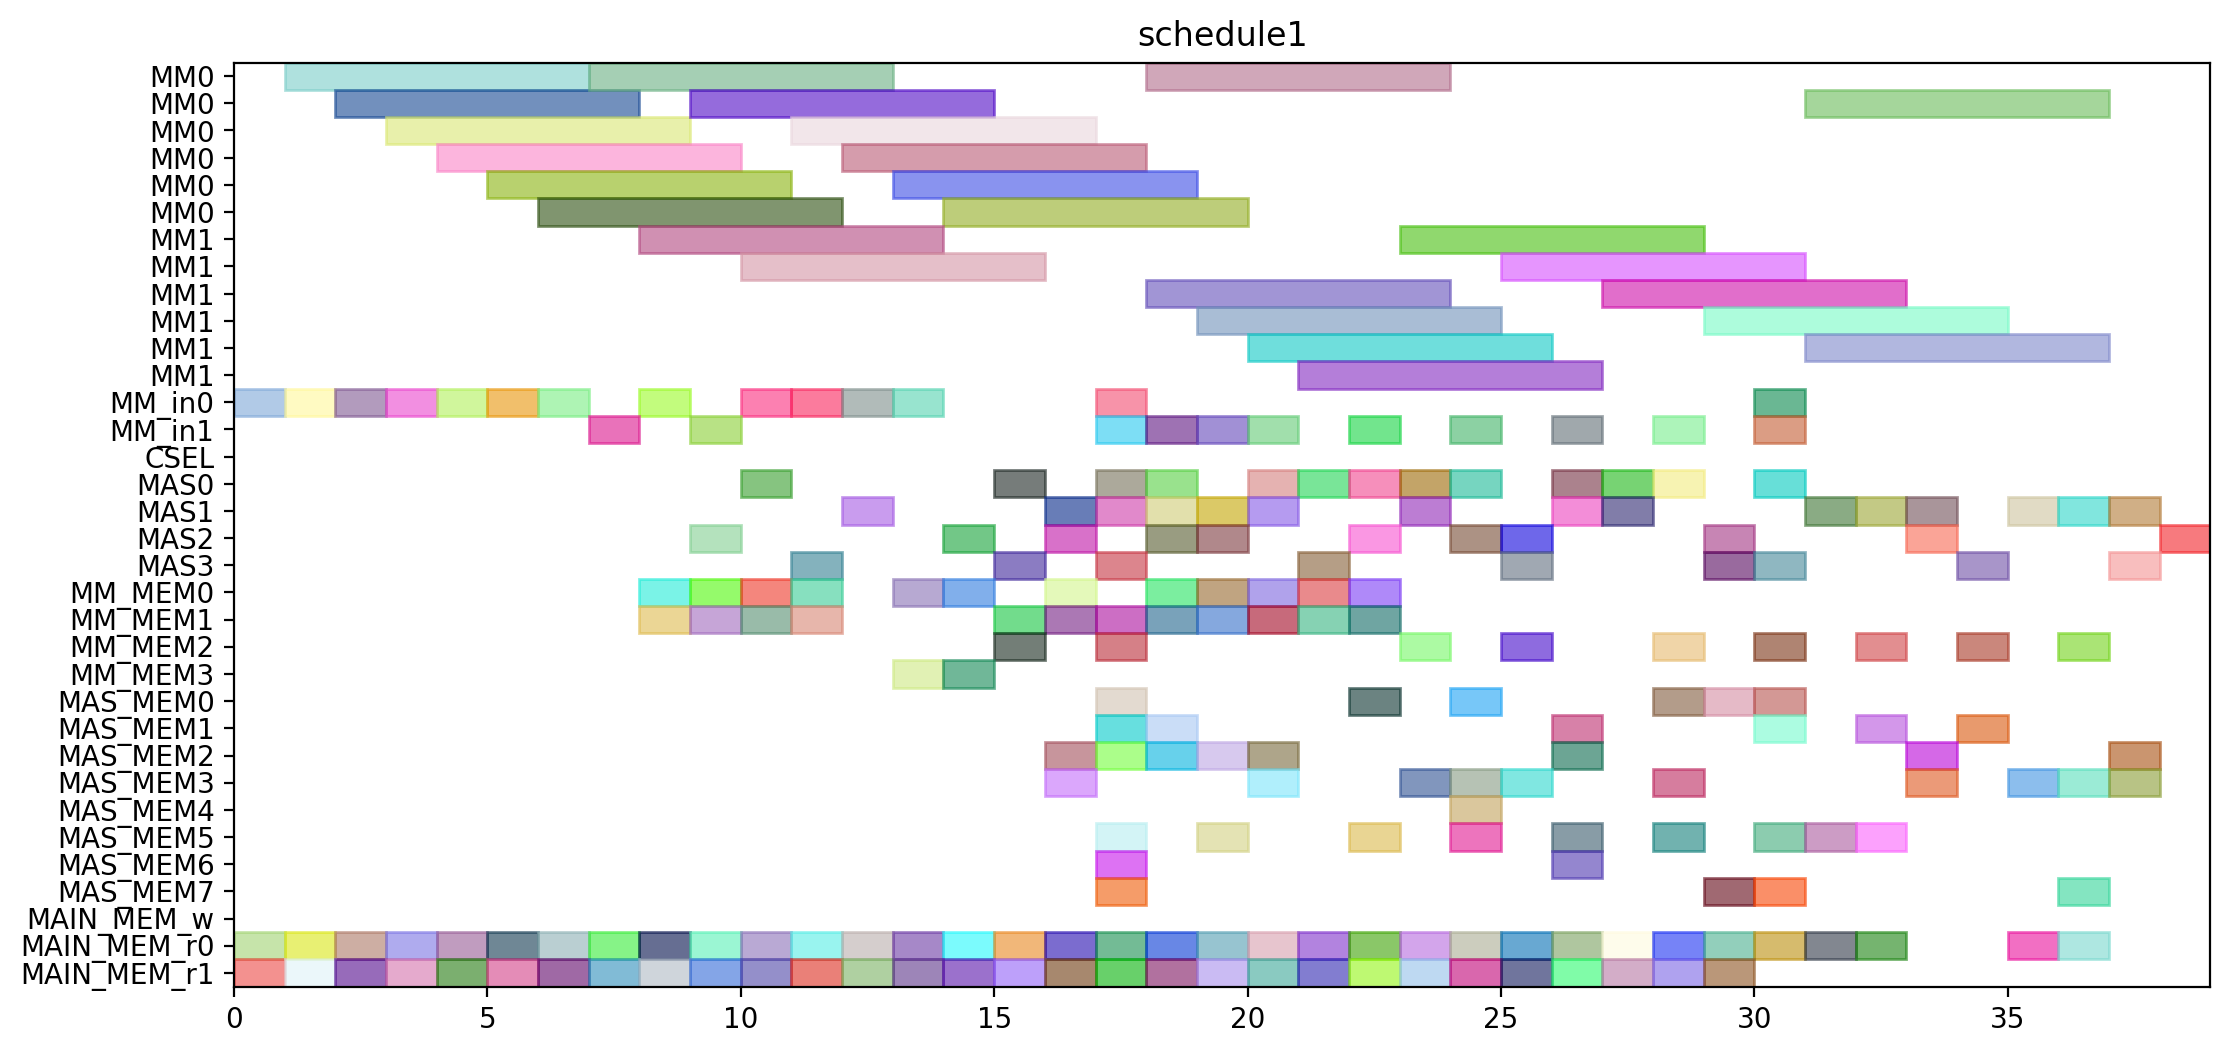 schedule1
MM0
MM0
MM0
MM0
MM0
MM0
MM1
MM1
MM1
MM1
MM1
MM1
MM_in0
MM_in1
CSEL
MAS0
MAS1
MAS2
MAS3
MM_MEM0
MM_MEM1
MM_MEM2
MM_MEM3
MAS_MEM0
MAS_MEM1
MAS_MEM2
MAS_MEM3
MAS_MEM4
MAS_MEM5
MAS_MEM6
MAS_MEM7
MAIN_MEM_w
MAIN_MEM_r0
MAIN_MEM_r1
0 5 10 15 20 25 30 35